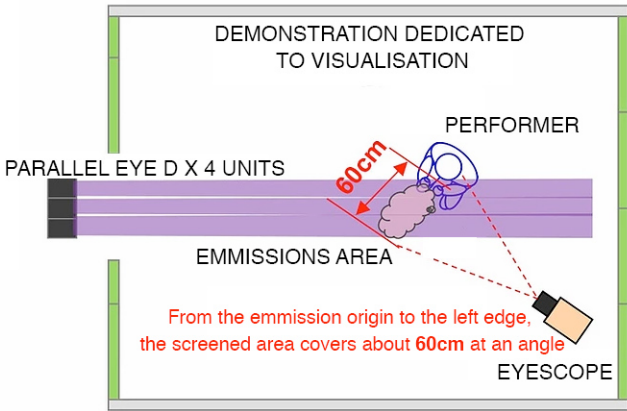 DEMONSTRATION DEDICATED
TO VISUALISATION
PERFORMER
60cm
PARALLEL EYE D X 4 UNITS
EMMISSIONS AREA
From the emmission origin to the left edge,
the screened area covers about 60cm at an angle
EYESCOPE